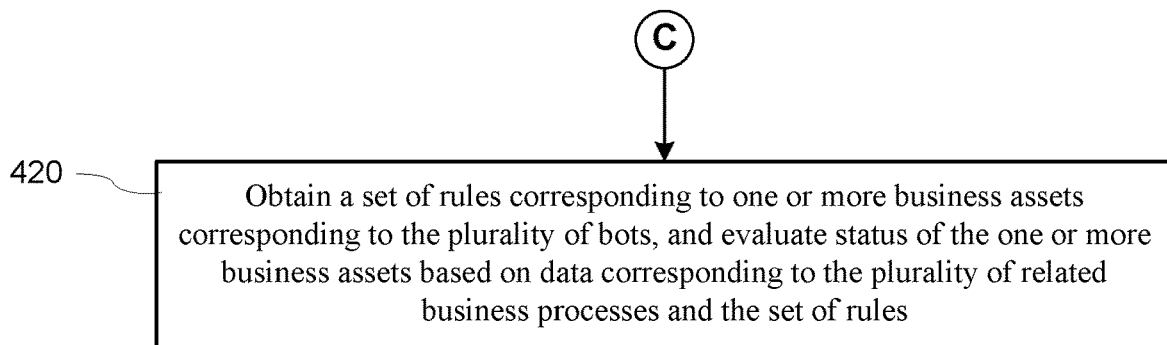 C
420
Obtain a set of rules corresponding to one or more business assets
corresponding to the plurality of bots, and evaluate status of the one or more
business assets based on data corresponding to the plurality of related
business processes and the set of rules